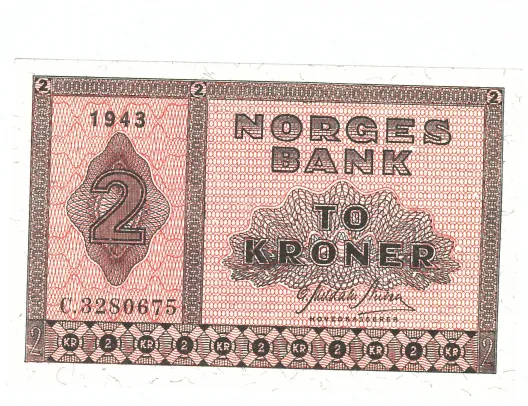 2 2 2
1943
NORGES
BANK
2
TO
KRONER
C.3280675
HOVEDKASSERER
2 KR 2 KR 2 KR 2 KR 2 KR 2 KR 2